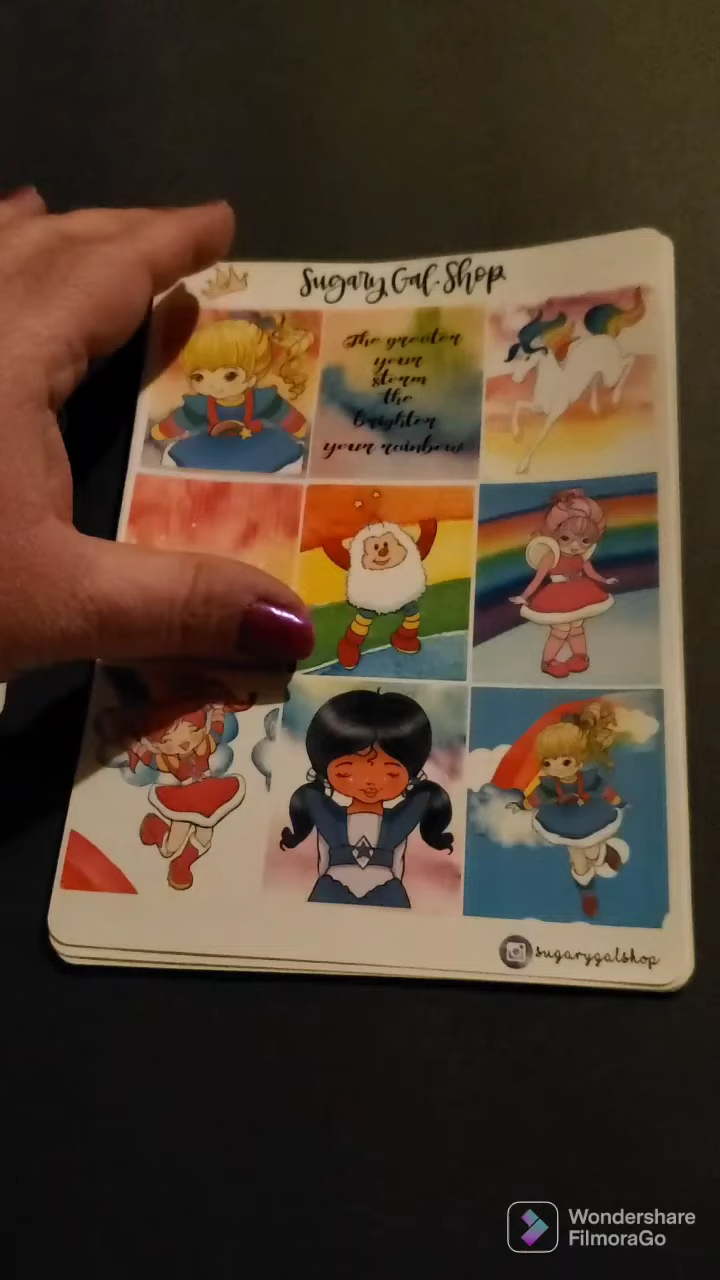 Sugary Gal Shop
The greater
your
storm
the
brighter
your rainbow
sugarygalshop
Wondershare
FilmoraGo